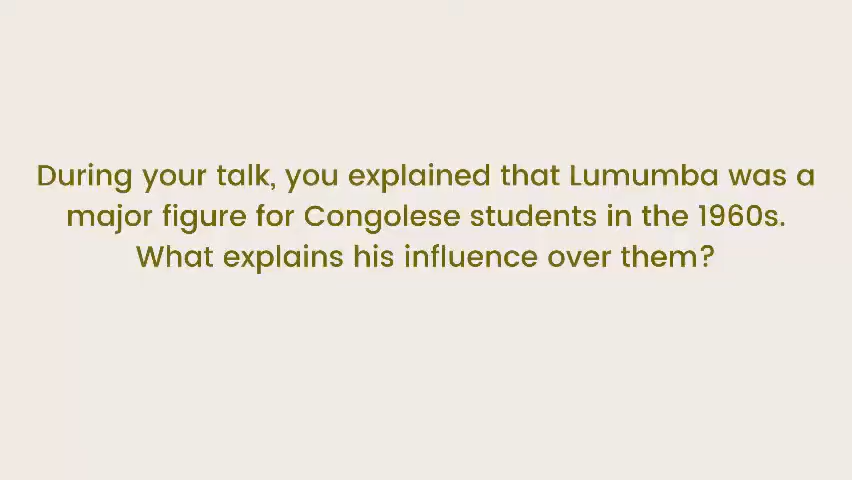 During your talk, you explained that Lumumba was a
major figure for Congolese students in the 1960s.
What explains his influence over them?